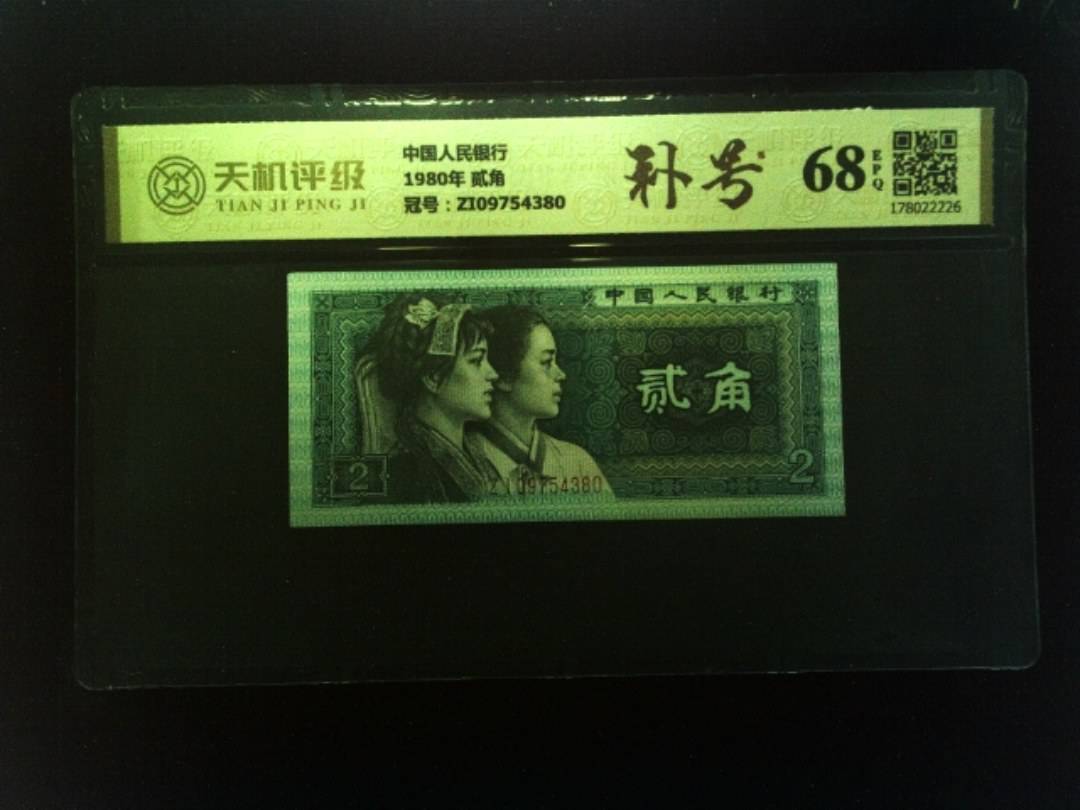 天机评级
TIAN JI PING JI
中国人民银行
1980年 贰角
冠号：ZI09754380
补号
68
EPQ
178022226
中国人民银行
贰角
2
2
ZI09754380